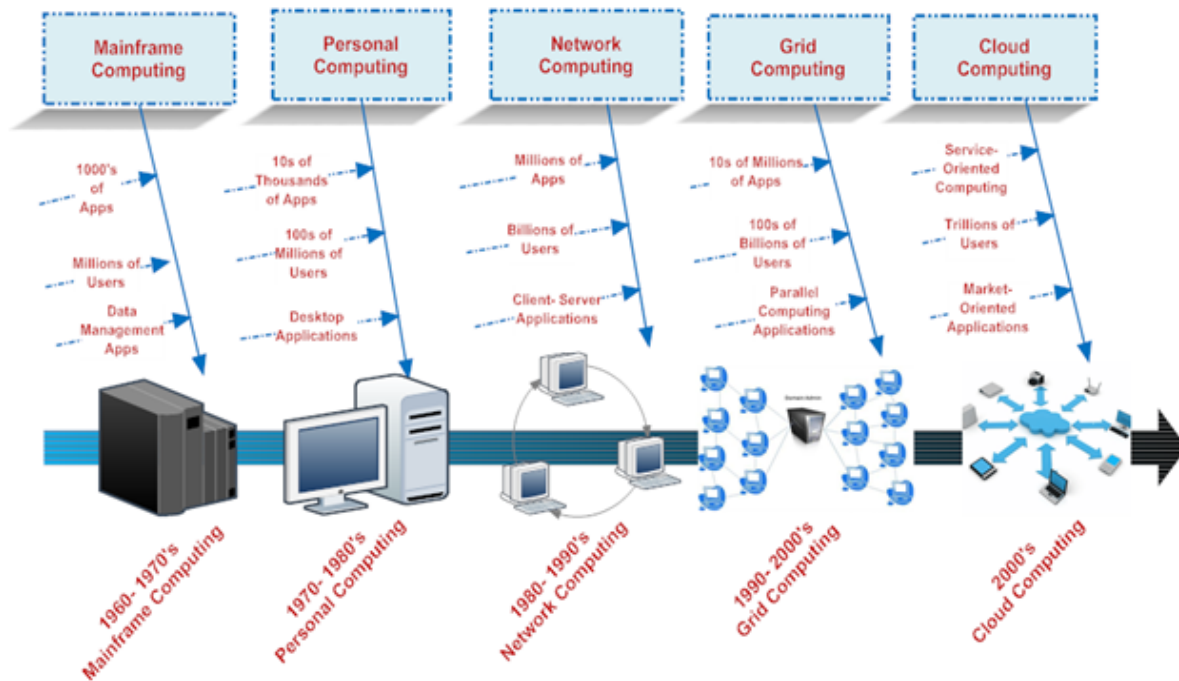 Mainframe
Computing
Personal
Computing
Network
Computing
Grid
Computing
Cloud
Computing
1000's
of
Apps
Millions of
Users
Data
Management
Apps
10s of
Thousands
of Apps
100s of
Millions of
Users
Desktop
Applications
Millions of
Apps
Billions of
Users
Client- Server
Applications
10s of Millions
of Apps
100s of
Billions of
Users
Parallel
Computing
Applications
Service-
Oriented
Computing
Trillions of
Users
Market-
Oriented
Applications
Domain Admin
1960- 1970's
Mainframe Computing
1970- 1980's
Personal Computing
1980- 1990's
Network Computing
1990- 2000's
Grid Computing
2000's
Cloud Computing